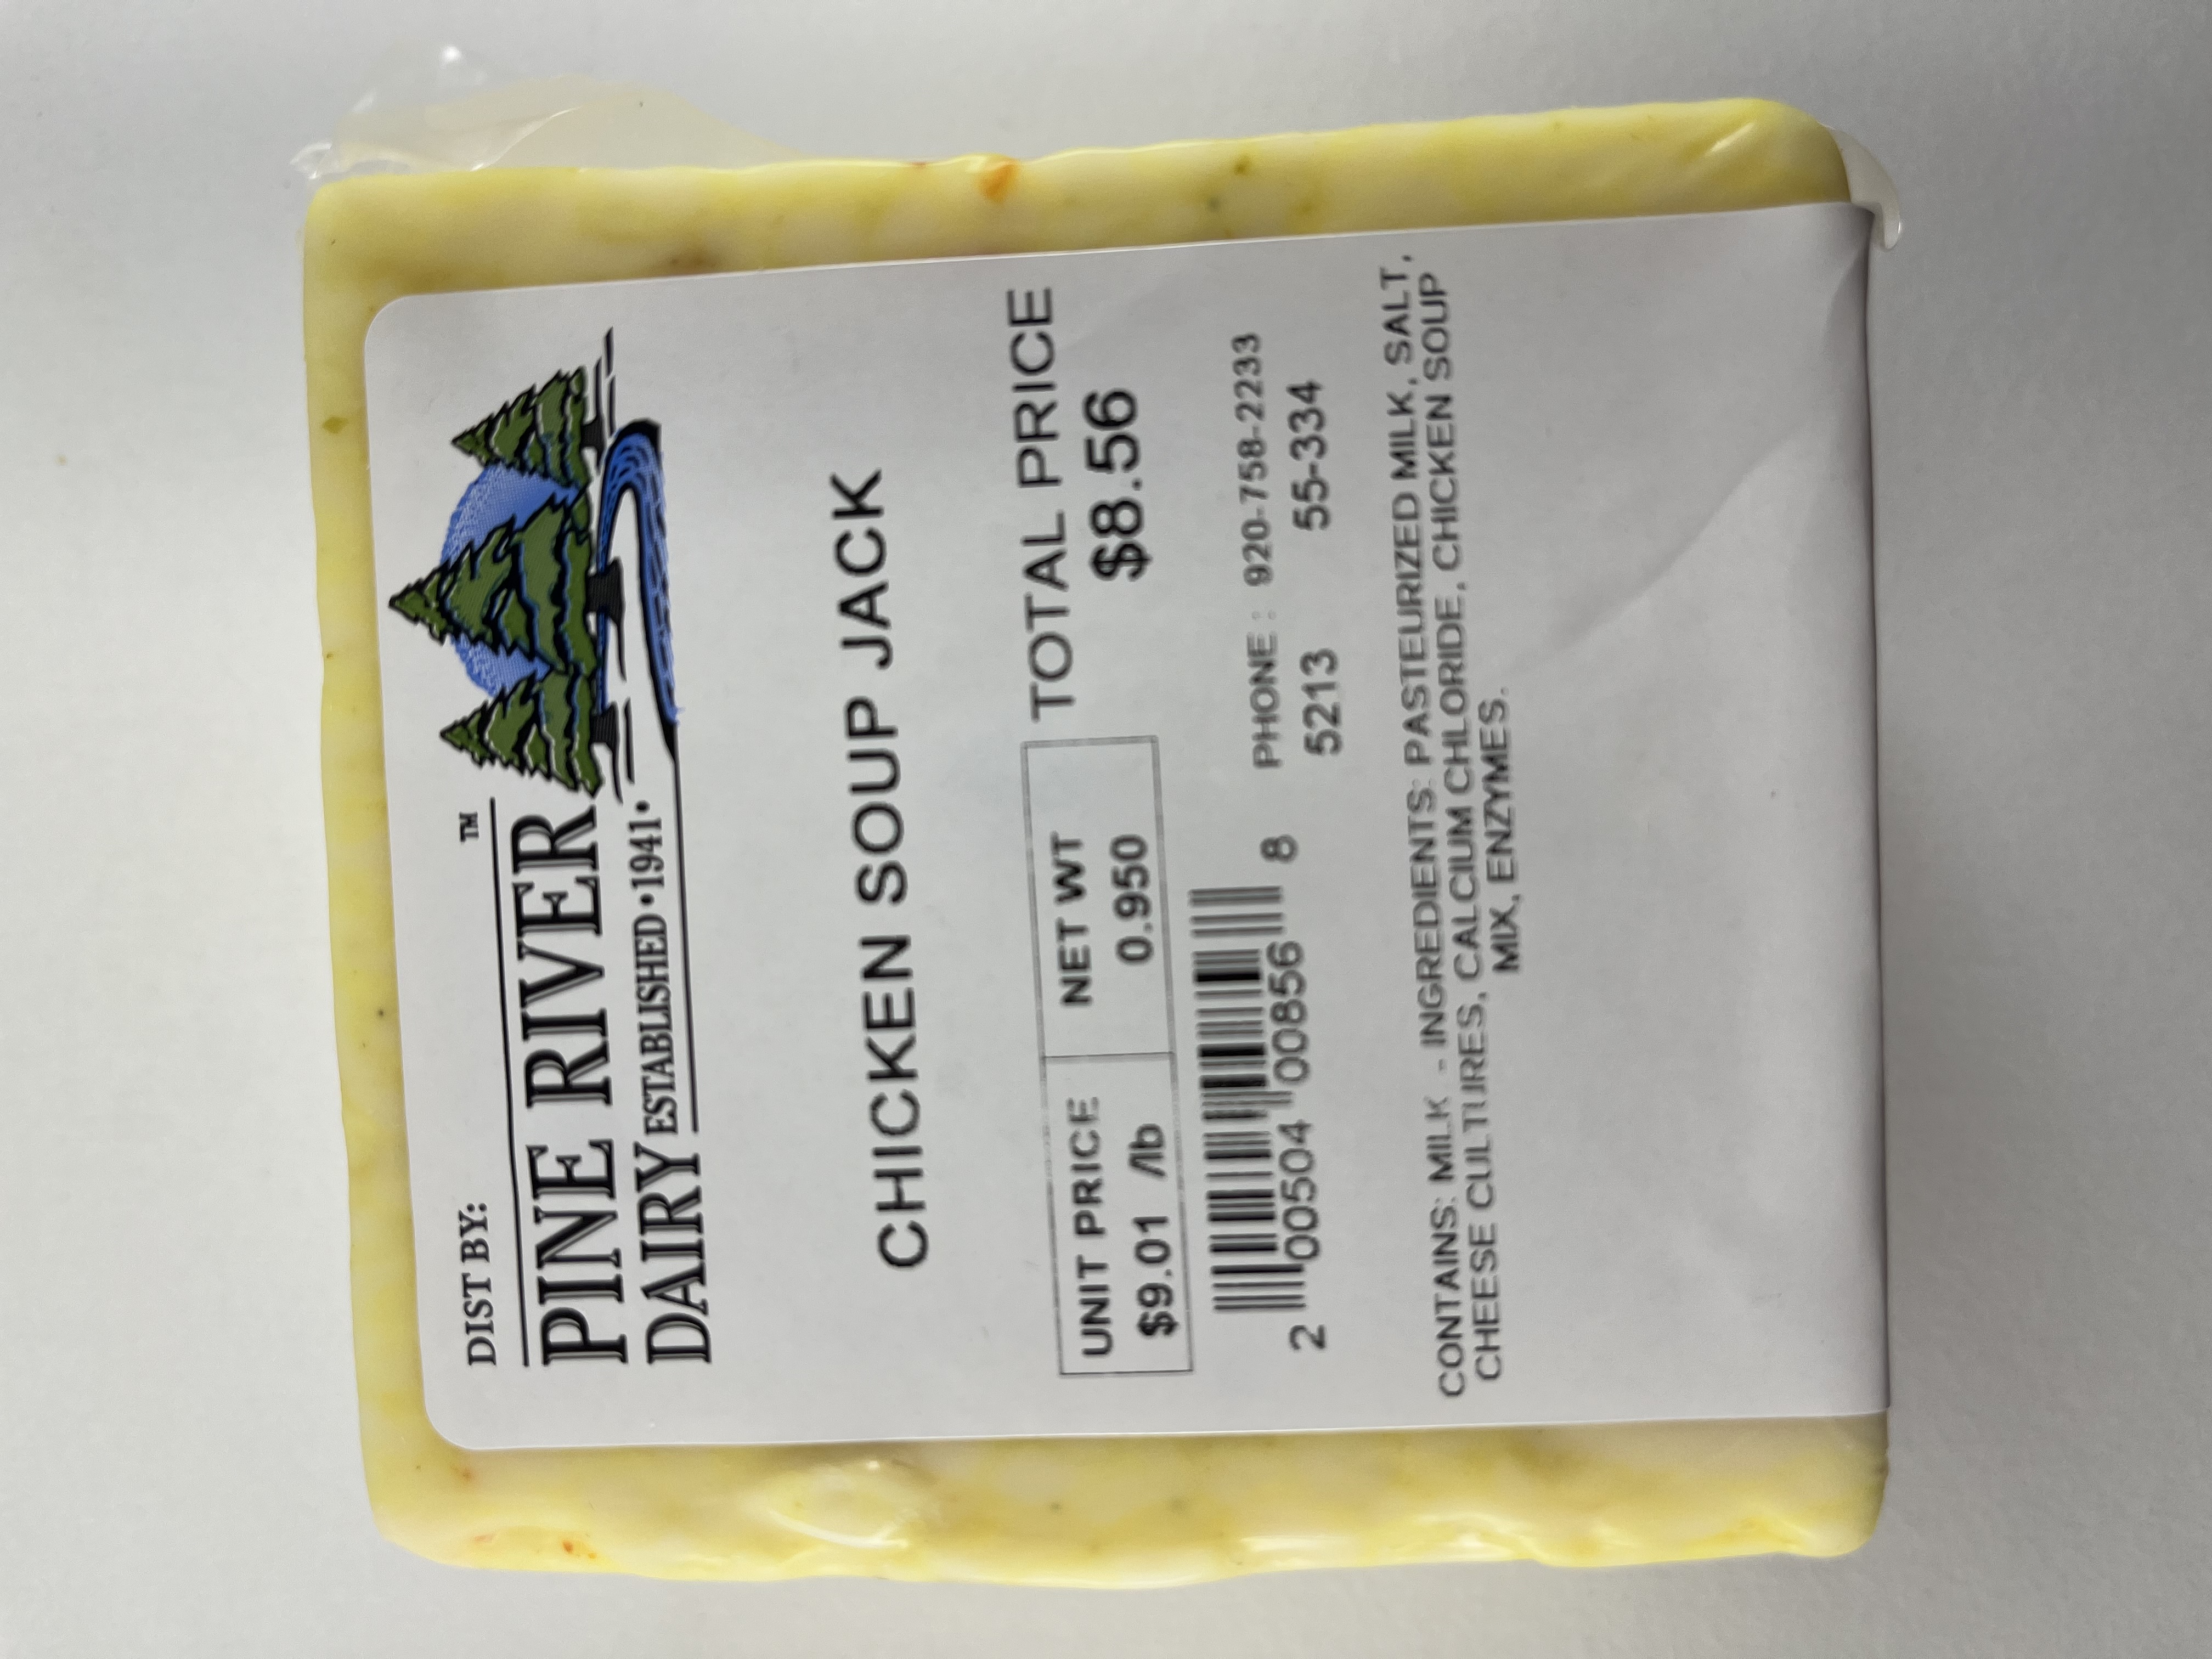 DIST BY:
PINE RIVER™
DAIRY ESTABLISHED•1941•
CHICKEN SOUP JACK
UNIT PRICE NET WT TOTAL PRICE
$9.01 /lb 0.950 $8.56
2 00504 00856 8
PHONE : 920-758-2233
5213 55-334
CONTAINS: MILK - INGREDIENTS: PASTEURIZED MILK, SALT,
CHEESE CULTURES, CALCIUM CHLORIDE, CHICKEN SOUP
MIX, ENZYMES.